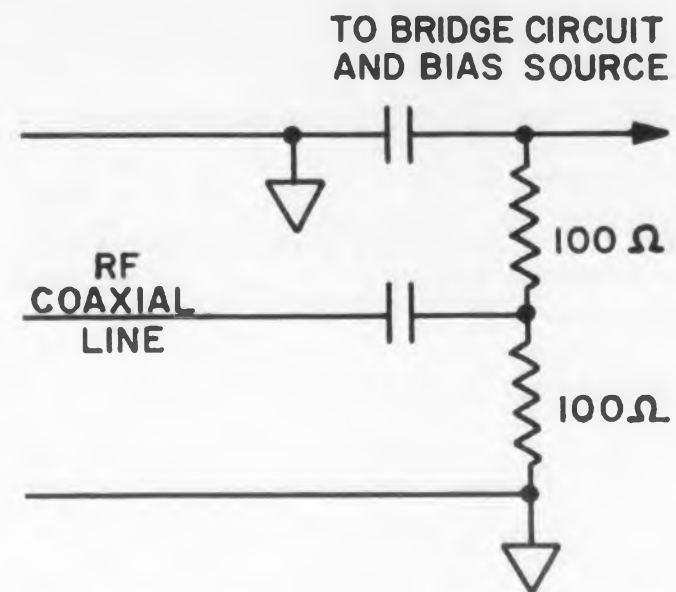 TO BRIDGE CIRCUIT
AND BIAS SOURCE
100 Ω
RF
COAXIAL
LINE
100Ω